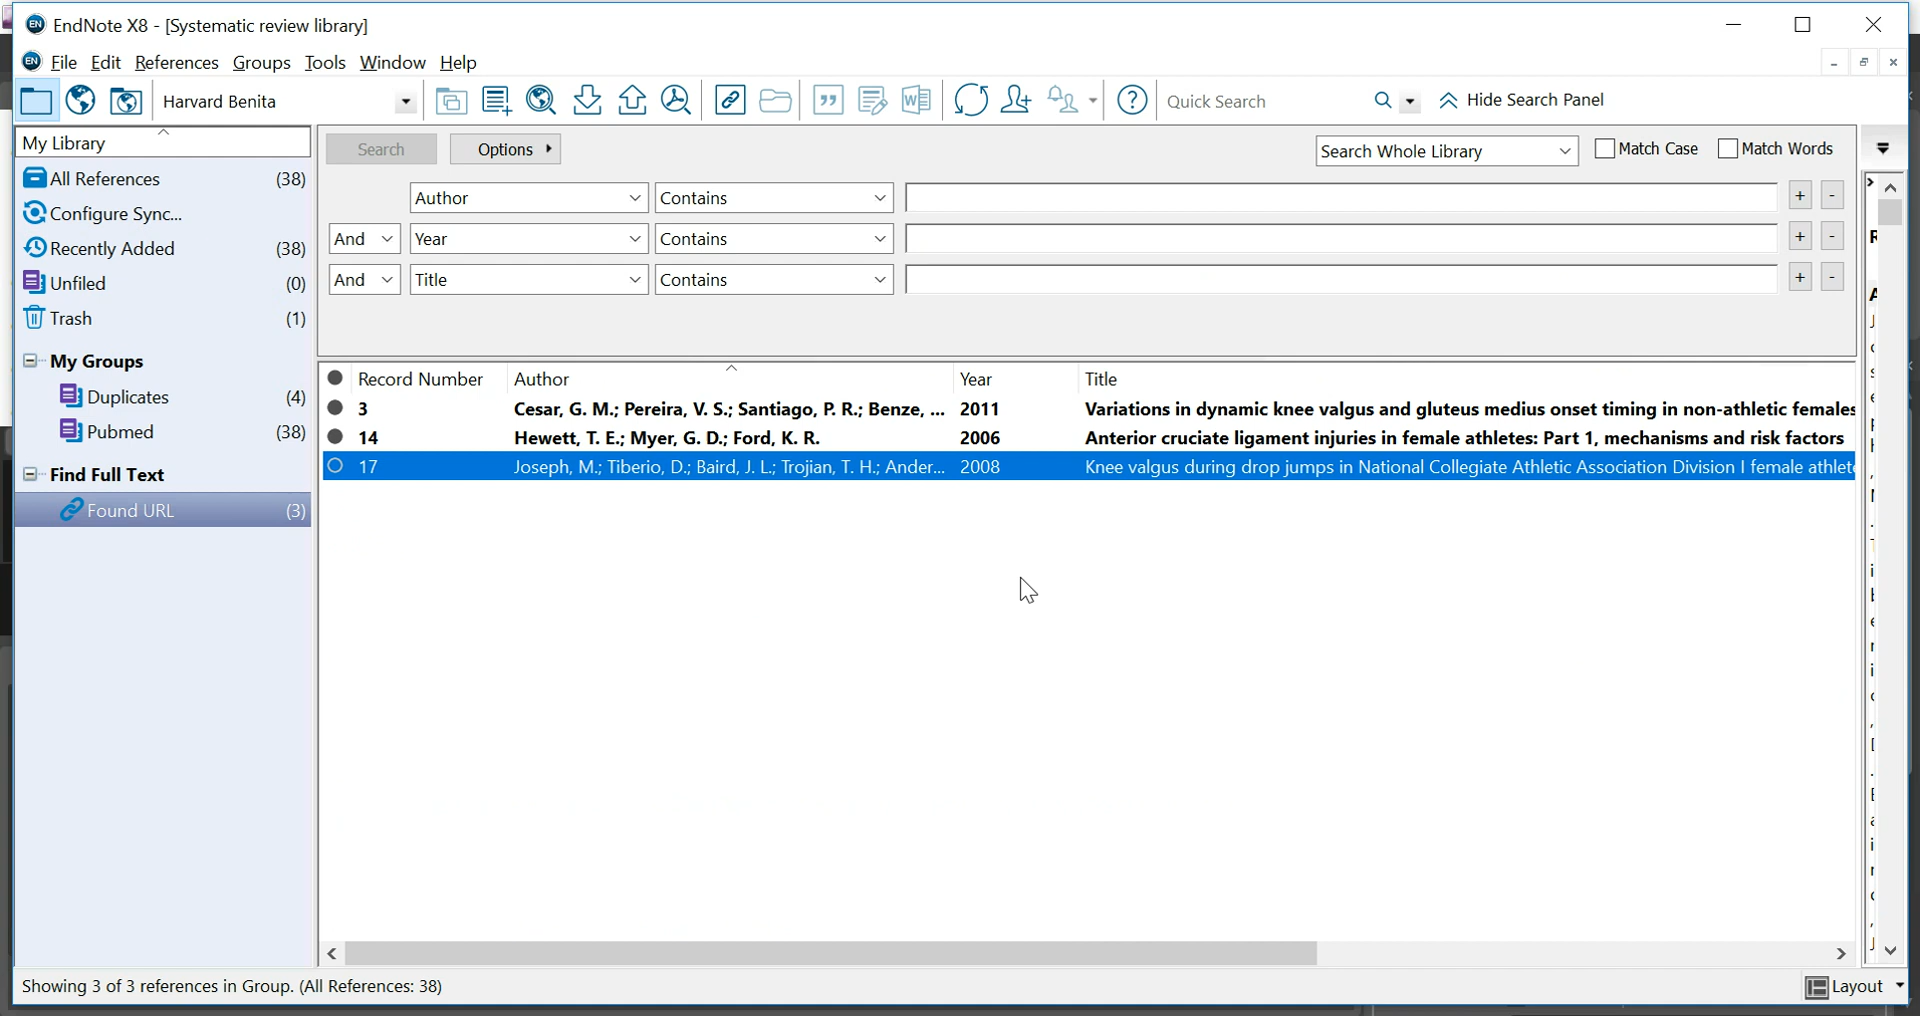 EndNote X8 - [Systematic review library]
File Edit References Groups Tools Window Help
Harvard Benita Quick Search Hide Search Panel
My Library
All References (38)
Configure Sync...
Recently Added (38)
Unfiled (0)
Trash (1)
My Groups
Duplicates (4)
Pubmed (38)
Find Full Text
Found URL (3)
Search Options Search Whole Library Match Case Match Words
Author Contains + -
And Year Contains + -
And Title Contains + -
Record Number Author Year Title
3 Cesar, G. M.; Pereira, V. S.; Santiago, P. R.; Benze, ... 2011 Variations in dynamic knee valgus and gluteus medius onset timing in non-athletic females
14 Hewett, T. E.; Myer, G. D.; Ford, K. R. 2006 Anterior cruciate ligament injuries in female athletes: Part 1, mechanisms and risk factors
17 Joseph, M.; Tiberio, D.; Baird, J. L.; Trojian, T. H.; Ander... 2008 Knee valgus during drop jumps in National Collegiate Athletic Association Division I female athlete
Showing 3 of 3 references in Group. (All References: 38)
Layout